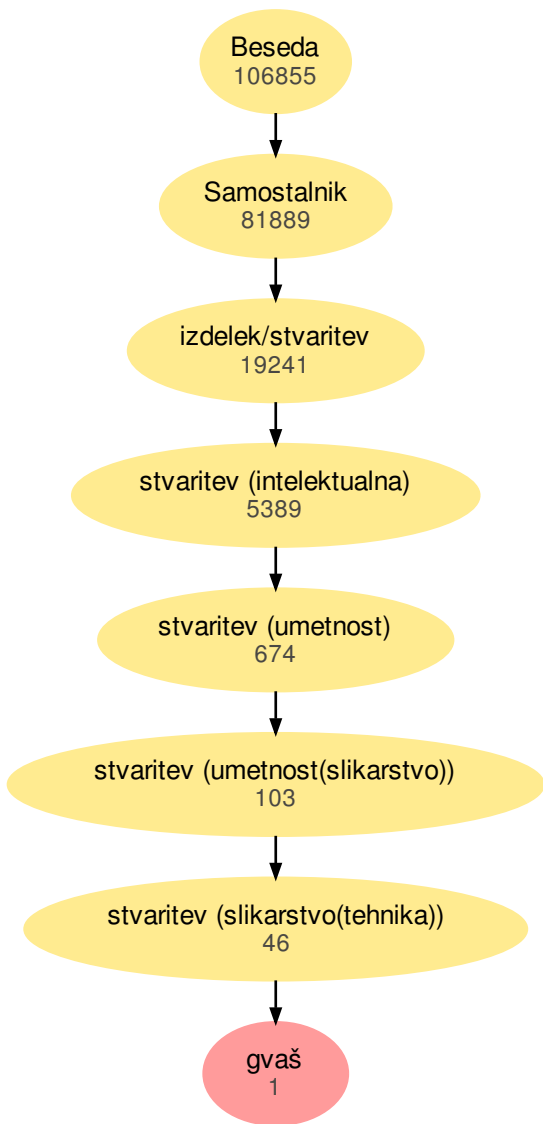 Beseda
106855
Samostalnik
81889
izdelek/stvaritev
19241
stvaritev (intelektualna)
5389
stvaritev (umetnost)
674
stvaritev (umetnost(slikarstvo))
103
stvaritev (slikarstvo(tehnika))
46
gvaš
1